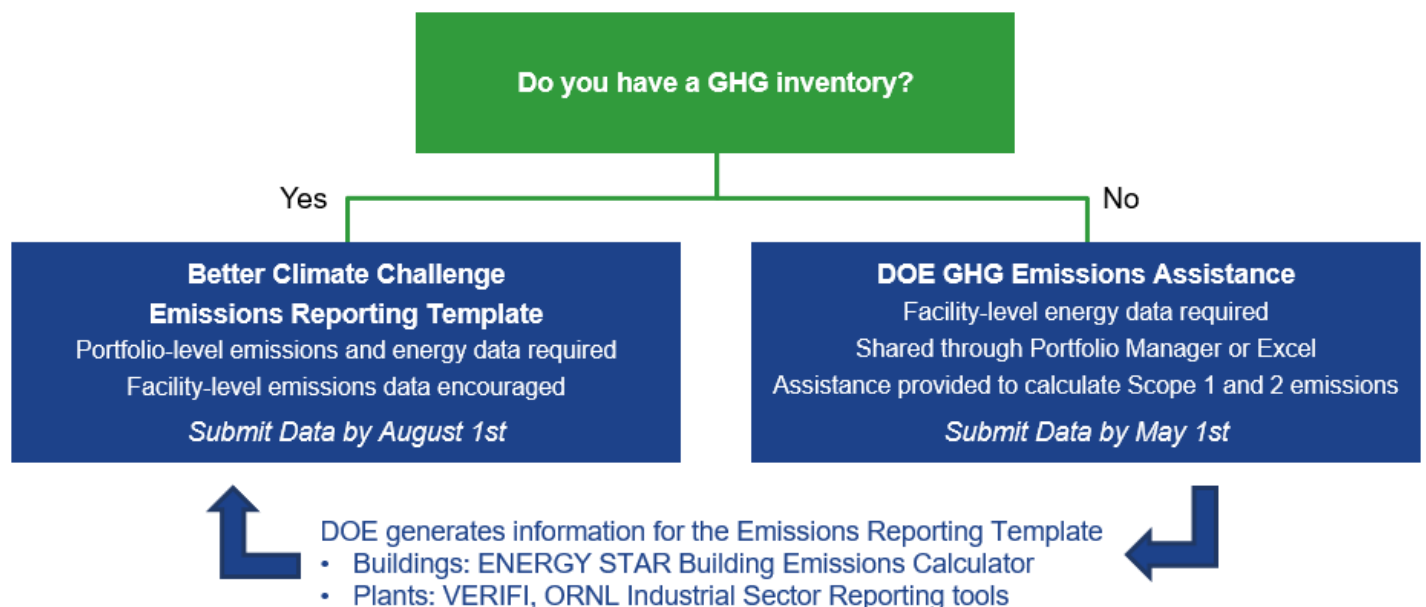 Do you have a GHG inventory?
Yes
No
Better Climate Challenge
Emissions Reporting Template
Portfolio-level emissions and energy data required
Facility-level emissions data encouraged
Submit Data by August 1st
DOE GHG Emissions Assistance
Facility-level energy data required
Shared through Portfolio Manager or Excel
Assistance provided to calculate Scope 1 and 2 emissions
Submit Data by May 1st
DOE generates information for the Emissions Reporting Template
• Buildings: ENERGY STAR Building Emissions Calculator
• Plants: VERIFI, ORNL Industrial Sector Reporting tools